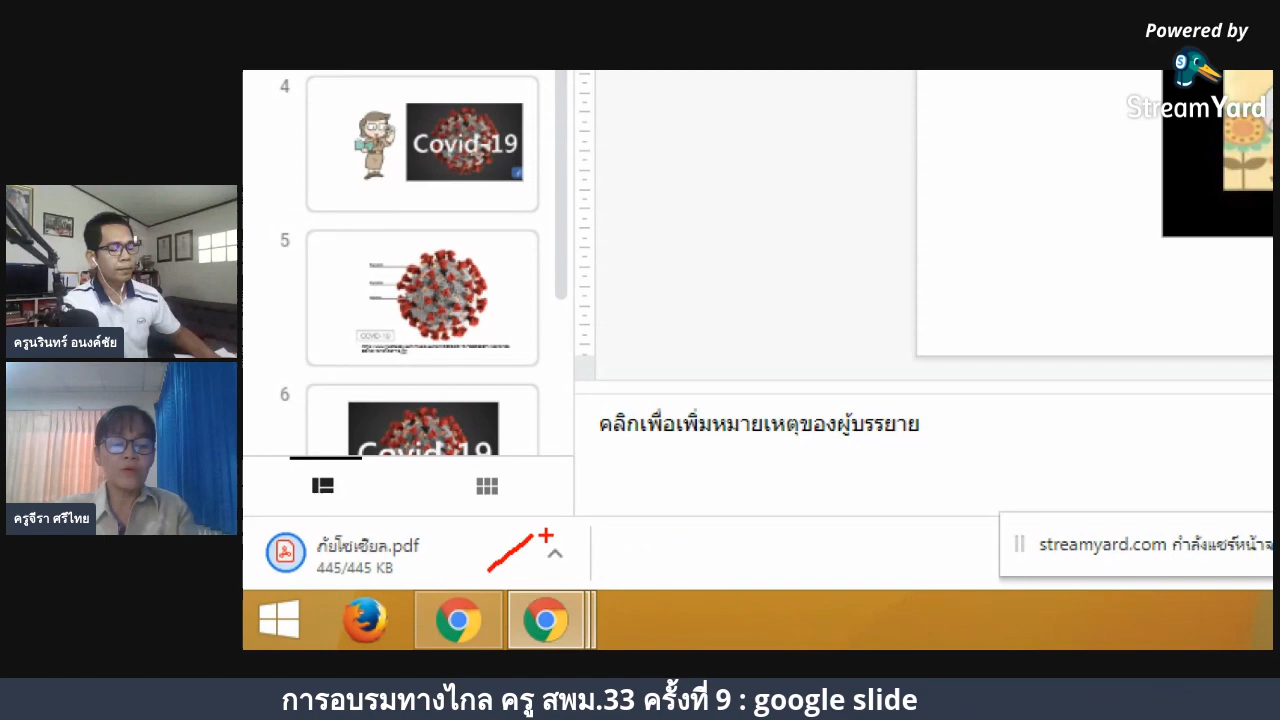 Powered by
StreamYard
4
Covid-19
5
COVID-19
6
Covid-19
คลิกเพื่อเพิ่มหมายเหตุของผู้บรรยาย
ครูนรินทร์ อนงค์ชัย
ครูจีรา ศรีไทย
ภัยโซเซียล.pdf
445/445 KB
streamyard.com กำลังแชร์หน้าจ
การอบรมทางไกล ครู สพม.33 ครั้งที่ 9 : google slide